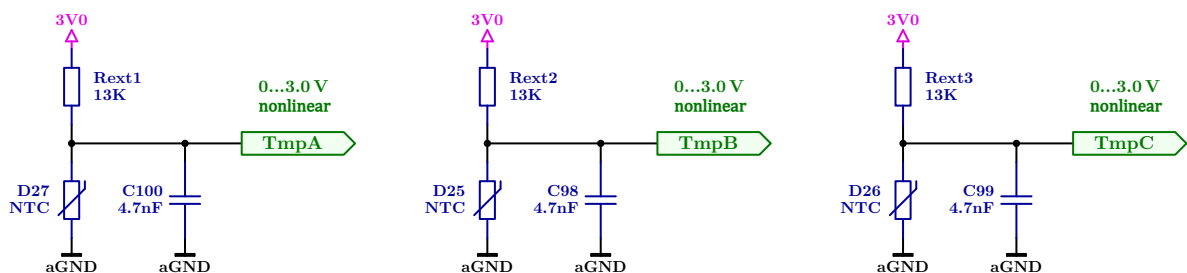 3V0
Rext1
13K
0...3.0 V
nonlinear
TmpA
D27
NTC
C100
4.7nF
aGND
aGND
3V0
Rext2
13K
0...3.0 V
nonlinear
TmpB
D25
NTC
C98
4.7nF
aGND
aGND
3V0
Rext3
13K
0...3.0 V
nonlinear
TmpC
D26
NTC
C99
4.7nF
aGND
aGND